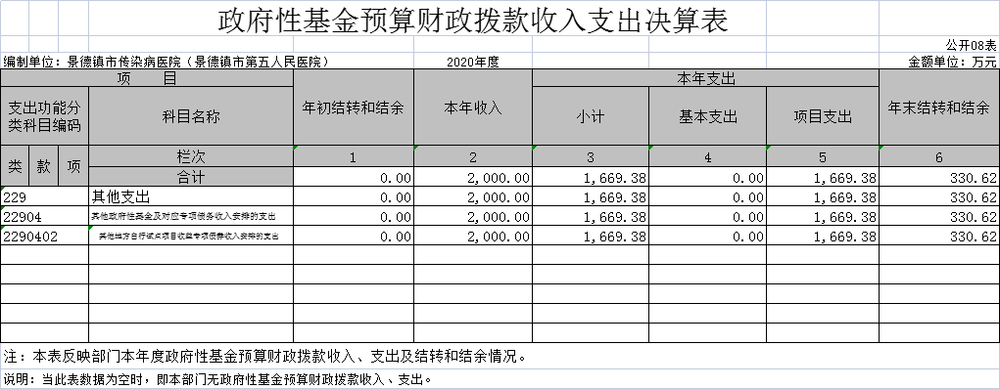 政府性基金预算财政拨款收入支出决算表
公开08表
编制单位：景德镇市传染病医院（景德镇市第五人民医院） 2020年度 金额单位：万元
项 目 年初结转和结余 本年收入 本年支出 年末结转和结余
支出功能分类科目编码 科目名称 小计 基本支出 项目支出
类 款 项 栏次 1 2 3 4 5 6
合计 0.00 2,000.00 1,669.38 0.00 1,669.38 330.62
229 其他支出 0.00 2,000.00 1,669.38 0.00 1,669.38 330.62
22904 其他政府性基金及对应专项债务收入安排的支出 0.00 2,000.00 1,669.38 0.00 1,669.38 330.62
2290402 其他地方自行试点项目收益专项债券收入安排的支出 0.00 2,000.00 1,669.38 0.00 1,669.38 330.62
注：本表反映部门本年度政府性基金预算财政拨款收入、支出及结转和结余情况。
说明：当此表数据为空时，即本部门无政府性基金预算财政拨款收入、支出。